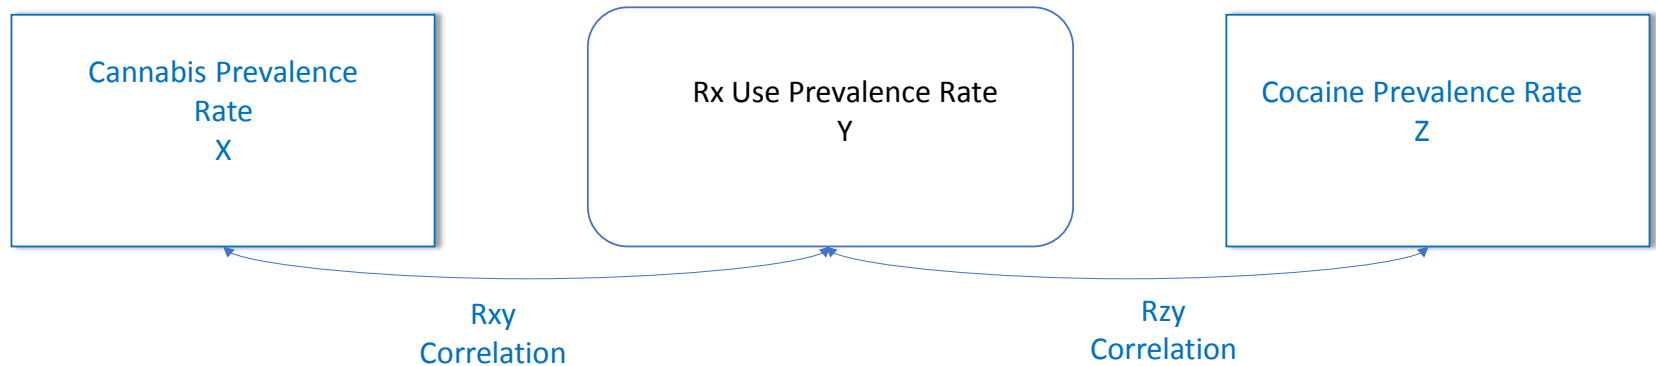 Cannabis Prevalence
Rate
X
Rx Use Prevalence Rate
Y
Cocaine Prevalence Rate
Z
Rxy
Correlation
Rzy
Correlation